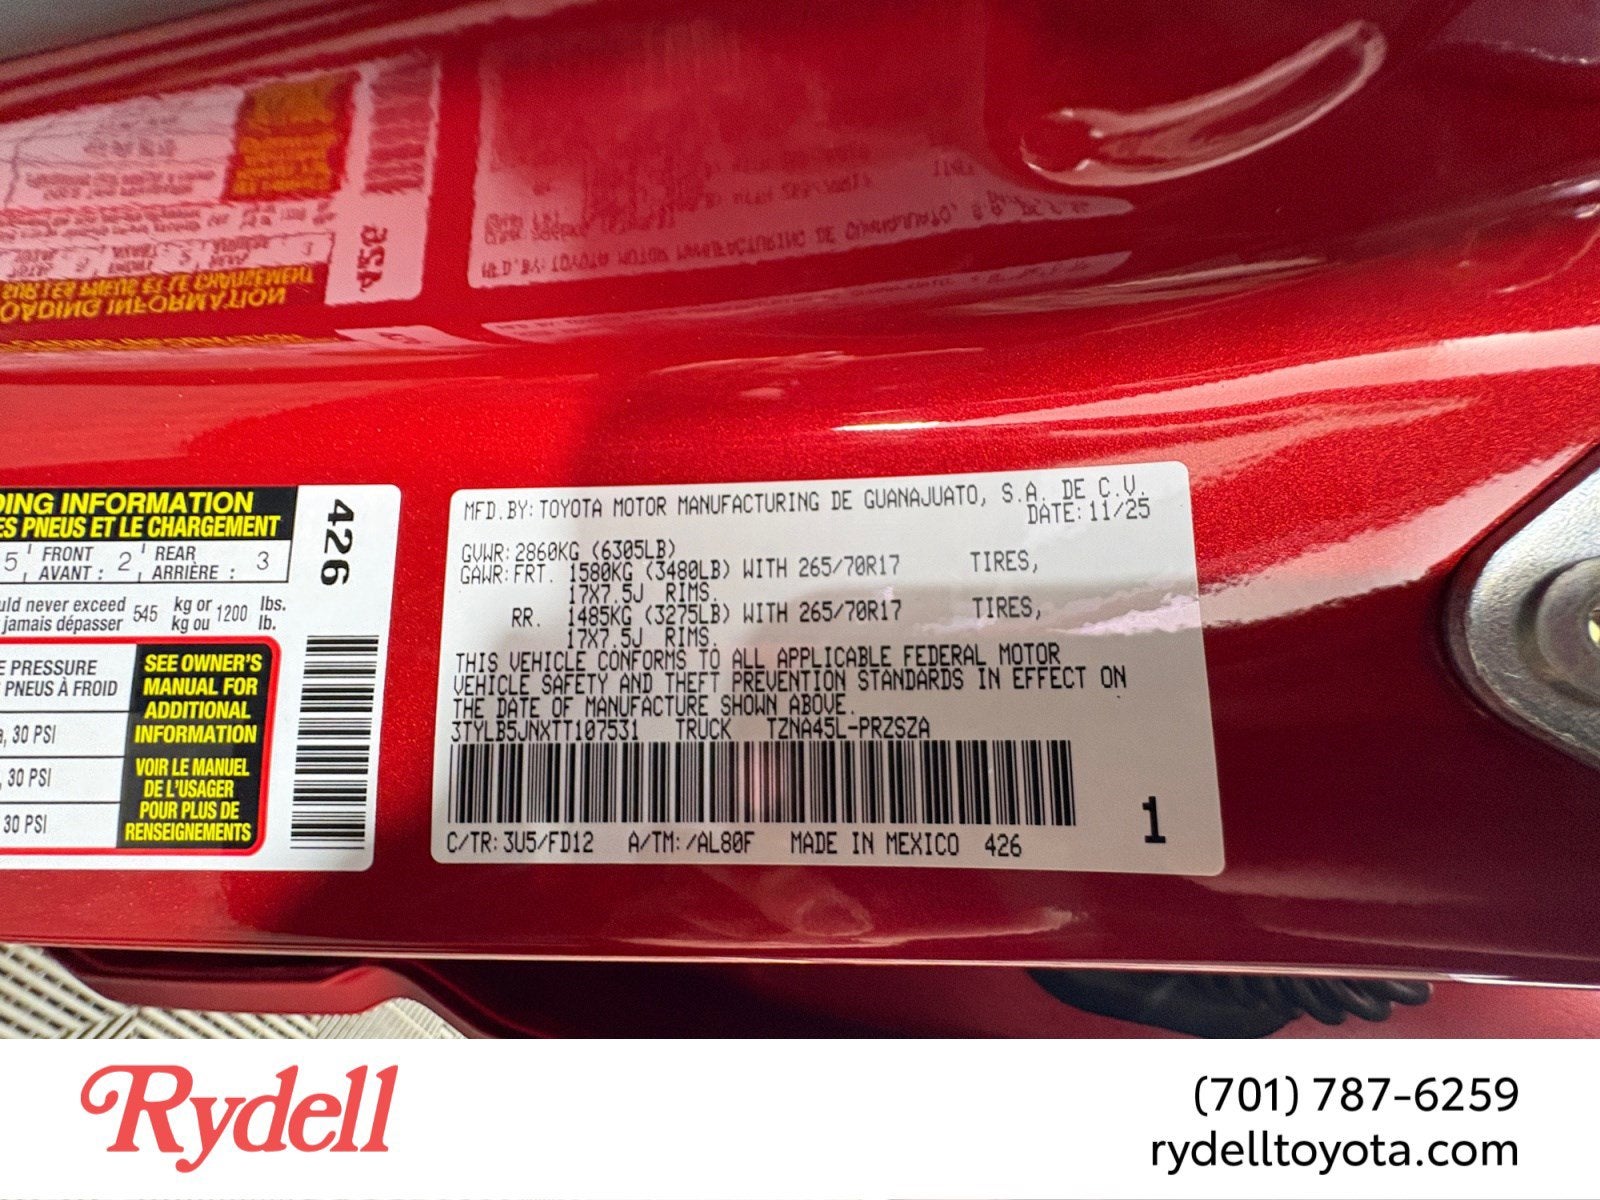 DING INFORMATION
ES PNEUS ET LE CHARGEMENT
5 FRONT AVANT : 2 REAR ARRIÈRE : 3
uld never exceed 545 kg or 1200 lbs.
jamais dépasser kg ou lb.
E PRESSURE
PNEUS À FROID
, 30 PSI
, 30 PSI
30 PSI
SEE OWNER'S
MANUAL FOR
ADDITIONAL
INFORMATION
VOIR LE MANUEL
DE L'USAGER
POUR PLUS DE
RENSEIGNEMENTS
426
MFD.BY: TOYOTA MOTOR MANUFACTURING DE GUANAJUATO, S.A. DE C.V.
DATE: 11/25
GVWR: 2860KG (6305LB)
GAWR: FRT. 1580KG (3480LB) WITH 265/70R17 TIRES,
17X7.5J RIMS.
RR. 1485KG (3275LB) WITH 265/70R17 TIRES,
17X7.5J RIMS.
THIS VEHICLE CONFORMS TO ALL APPLICABLE FEDERAL MOTOR
VEHICLE SAFETY AND THEFT PREVENTION STANDARDS IN EFFECT ON
THE DATE OF MANUFACTURE SHOWN ABOVE.
3TYLB5JNXTT107531 TRUCK TZNA45L-PRZSZA
C/TR: 3U5/FD12 A/TM: /AL80F MADE IN MEXICO 426
1
Rydell
(701) 787-6259
rydelltoyota.com